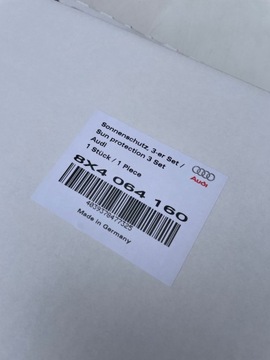 Sonnenschutz, 3-er Set /
Sun protection 3 Set
Audi
1 Stück / 1 Piece
8X4 064 160
4039370477325
Made in Germany
Audi